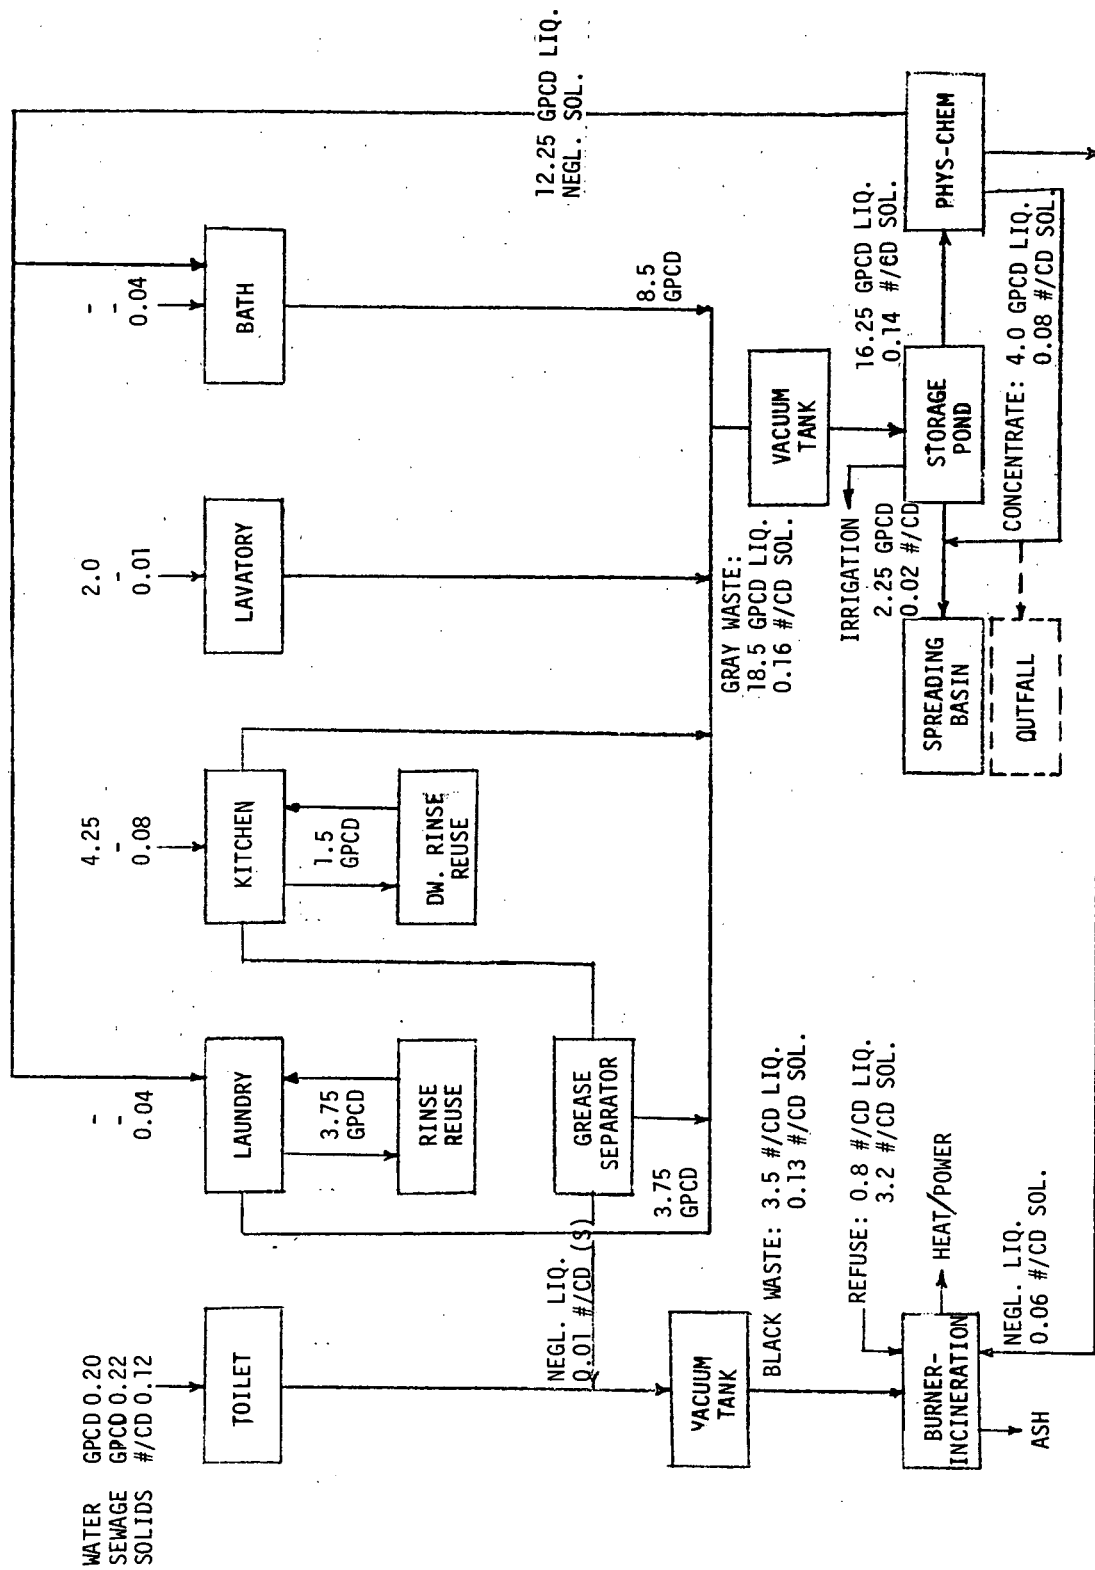 WATER GPCD 0.20
SEWAGE GPCD 0.22
SOLIDS #/CD 0.12
TOILET
-
-
0.04
LAUNDRY
3.75
GPCD
RINSE
REUSE
4.25
-
0.08
KITCHEN
1.5
GPCD
DW. RINSE
REUSE
2.0
-
0.01
LAVATORY
-
-
0.04
BATH
12.25 GPCD LIQ.
NEGL. SOL.
NEGL. LIQ.
0.01 #/CD (S)
GREASE
SEPARATOR
3.75
GPCD
8.5
GPCD
VACUUM
TANK
BLACK WASTE: 3.5 #/CD LIQ.
0.13 #/CD SOL.
GRAY WASTE:
18.5 GPCD LIQ.
0.16 #/CD SOL.
VACUUM
TANK
REFUSE: 0.8 #/CD LIQ.
3.2 #/CD SOL.
BURNER-
INCINERATION
HEAT/POWER
ASH
NEGL. LIQ.
0.06 #/CD SOL.
IRRIGATION
2.25 GPCD
0.02 #/CD
STORAGE
POND
16.25 GPCD LIQ.
0.14 #/CD SOL.
PHYS-CHEM
SPREADING
BASIN
OUTFALL
CONCENTRATE: 4.0 GPCD LIQ.
0.08 #/CD SOL.